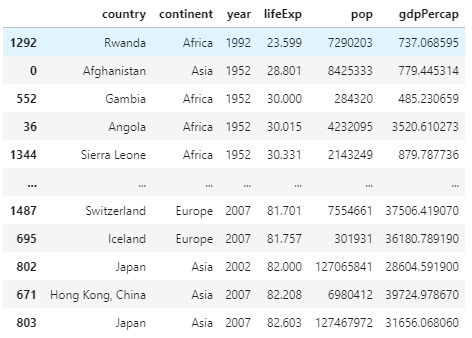 country continent year lifeExp pop gdpPercap
1292 Rwanda Africa 1992 23.599 7290203 737.068595
0 Afghanistan Asia 1952 28.801 8425333 779.445314
552 Gambia Africa 1952 30.000 284320 485.230659
36 Angola Africa 1952 30.015 4232095 3520.610273
1344 Sierra Leone Africa 1952 30.331 2143249 879.787736
... ... ... ... ... ... ...
1487 Switzerland Europe 2007 81.701 7554661 37506.419070
695 Iceland Europe 2007 81.757 301931 36180.789190
802 Japan Asia 2002 82.000 127065841 28604.591900
671 Hong Kong, China Asia 2007 82.208 6980412 39724.978670
803 Japan Asia 2007 82.603 127467972 31656.068060